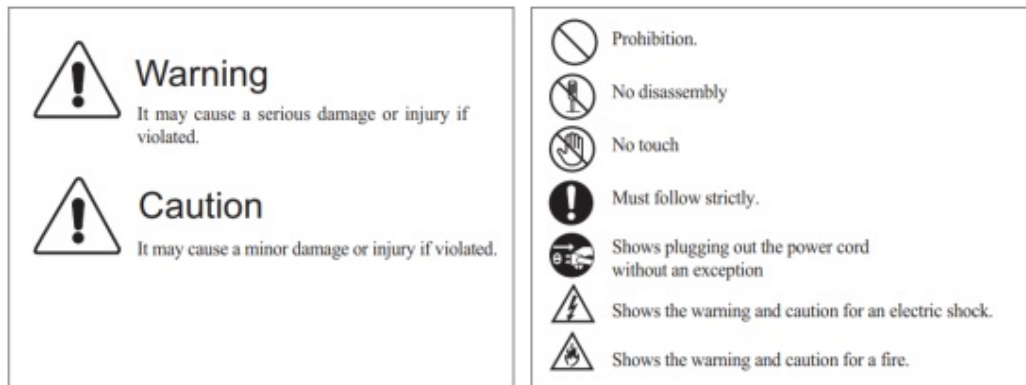 Warning
It may cause a serious damage or injury if
violated.
Caution
It may cause a minor damage or injury if violated.
Prohibition.
No disassembly
No touch
Must follow strictly.
Shows plugging out the power cord
without an exception
Shows the warning and caution for an electric shock.
Shows the warning and caution for a fire.